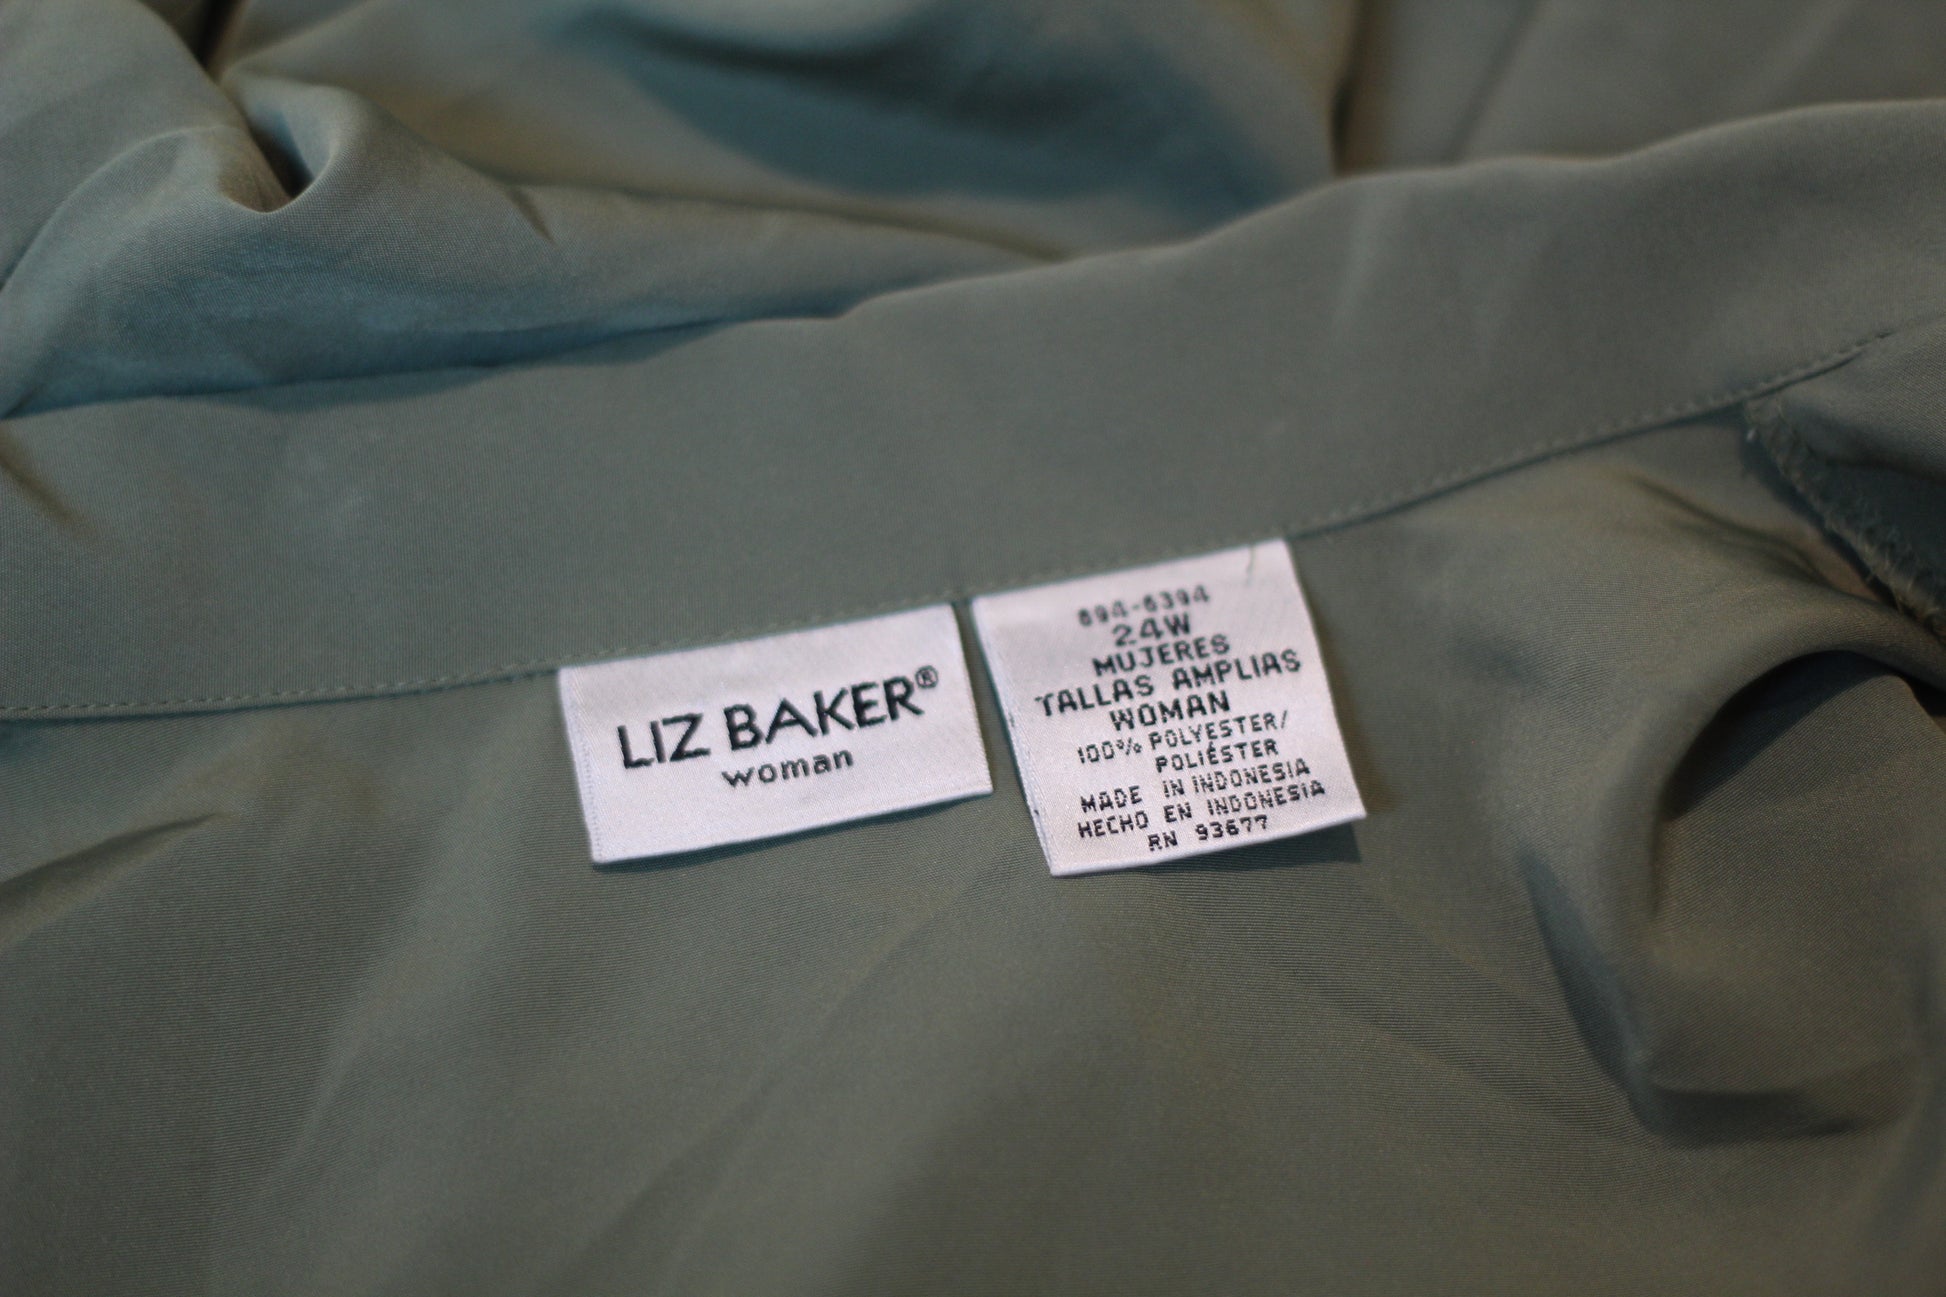 LIZ BAKER®
woman
694-6394
24W
MUJERES
TALLAS AMPLIAS
WOMAN
100% POLYESTER/
POLIÉSTER
MADE IN INDONESIA
HECHO EN INDONESIA
RN 93677